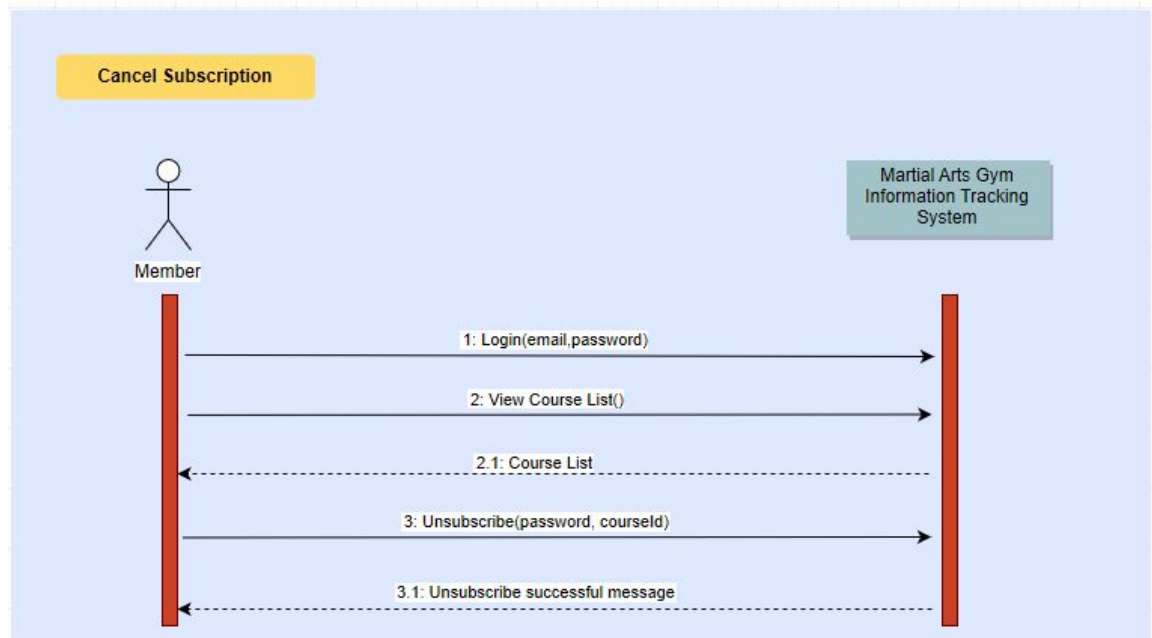 Cancel Subscription
Martial Arts Gym
Information Tracking
System
Member
1: Login(email,password)
2: View Course List()
2.1: Course List
3: Unsubscribe(password, courseId)
3.1: Unsubscribe successful message